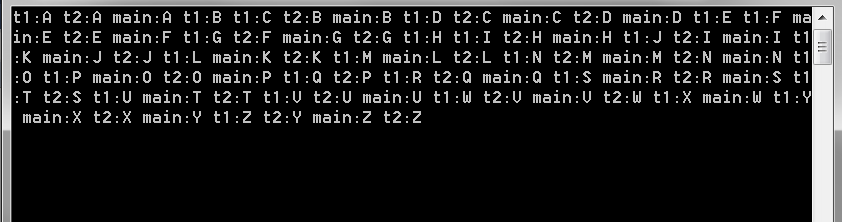 t1:A t2:A main:A t1:B t1:C t2:B main:B t1:D t2:C main:C t2:D main:D t1:E t1:F ma
in:E t2:E main:F t1:G t2:F main:G t2:G t1:H t1:I t2:H main:H t1:J t2:I main:I t1
:K main:J t2:J t1:L main:K t2:K t1:M main:L t2:L t1:N t2:M main:M t2:N main:N t1
:O t1:P main:O t2:O main:P t1:Q t2:P t1:R t2:Q main:Q t1:S main:R t2:R main:S t1
:T t2:S t1:U main:T t2:T t1:V t2:U main:U t1:W t2:V main:V t2:W t1:X main:W t1:Y
 main:X t2:X main:Y t1:Z t2:Y main:Z t2:Z